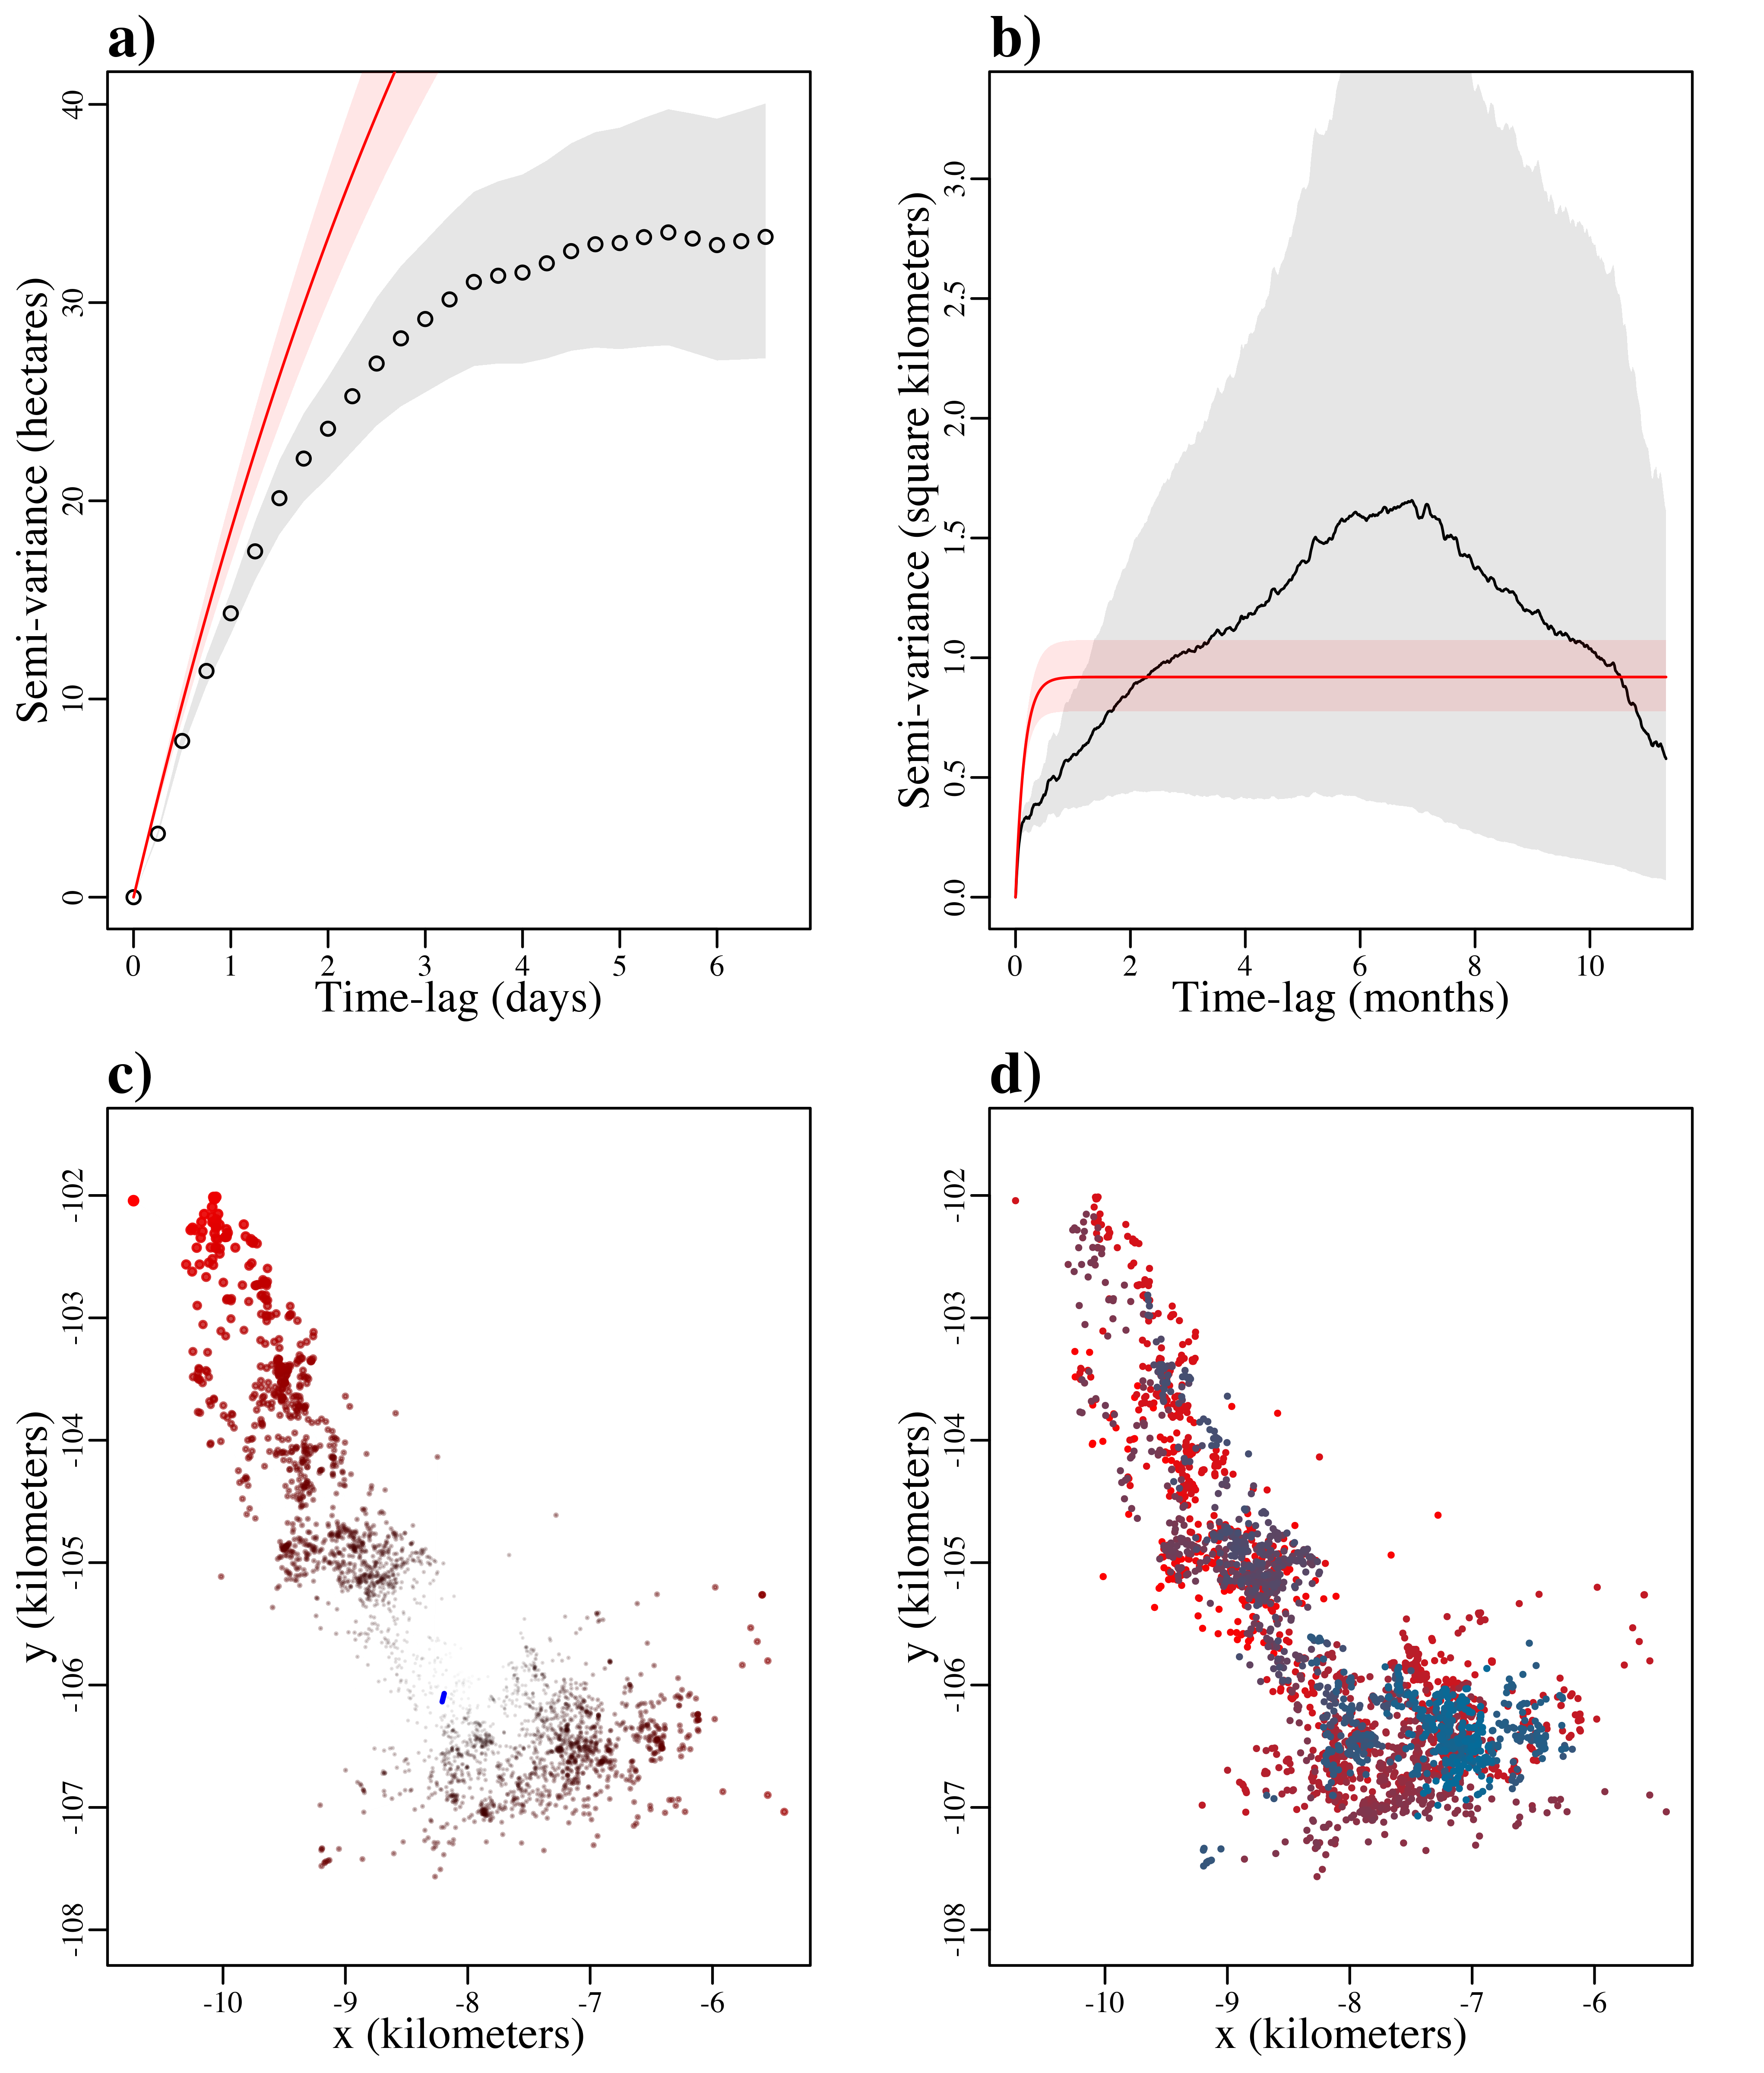 a)
Semi-variance (hectares)
40
30
20
10
0
0 1 2 3 4 5 6
Time-lag (days)
b)
Semi-variance (square kilometers)
3.0
2.5
2.0
1.5
1.0
0.5
0.0
0 2 4 6 8 10
Time-lag (months)
c)
y (kilometers)
-102
-103
-104
-105
-106
-107
-108
-10 -9 -8 -7 -6
x (kilometers)
d)
y (kilometers)
-102
-103
-104
-105
-106
-107
-108
-10 -9 -8 -7 -6
x (kilometers)